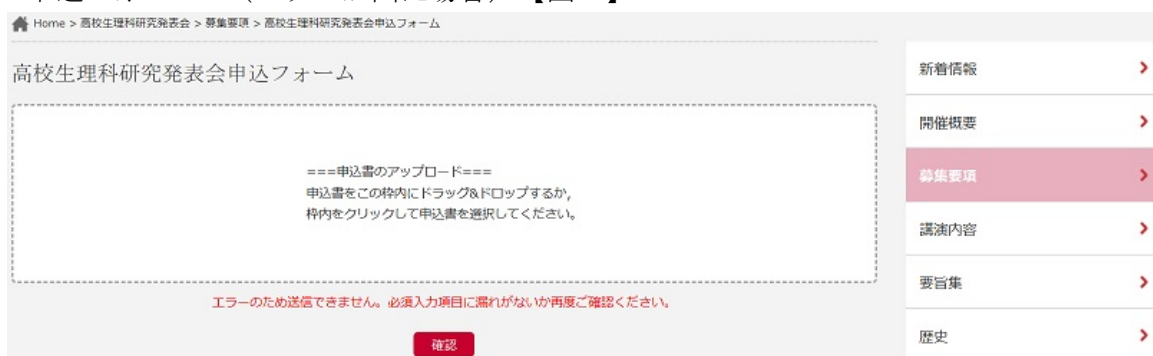 Home > 高校生理科研究発表会 > 募集要項 > 高校生理科研究発表会申込フォーム
高校生理科研究発表会申込フォーム
===申込書のアップロード===
申込書をこの枠内にドラッグ&ドロップするか,
枠内をクリックして申込書を選択してください。
エラーのため送信できません。必須入力項目に漏れがないか再度ご確認ください。
確認
新着情報
開催概要
募集要項
講演内容
要旨集
歴史